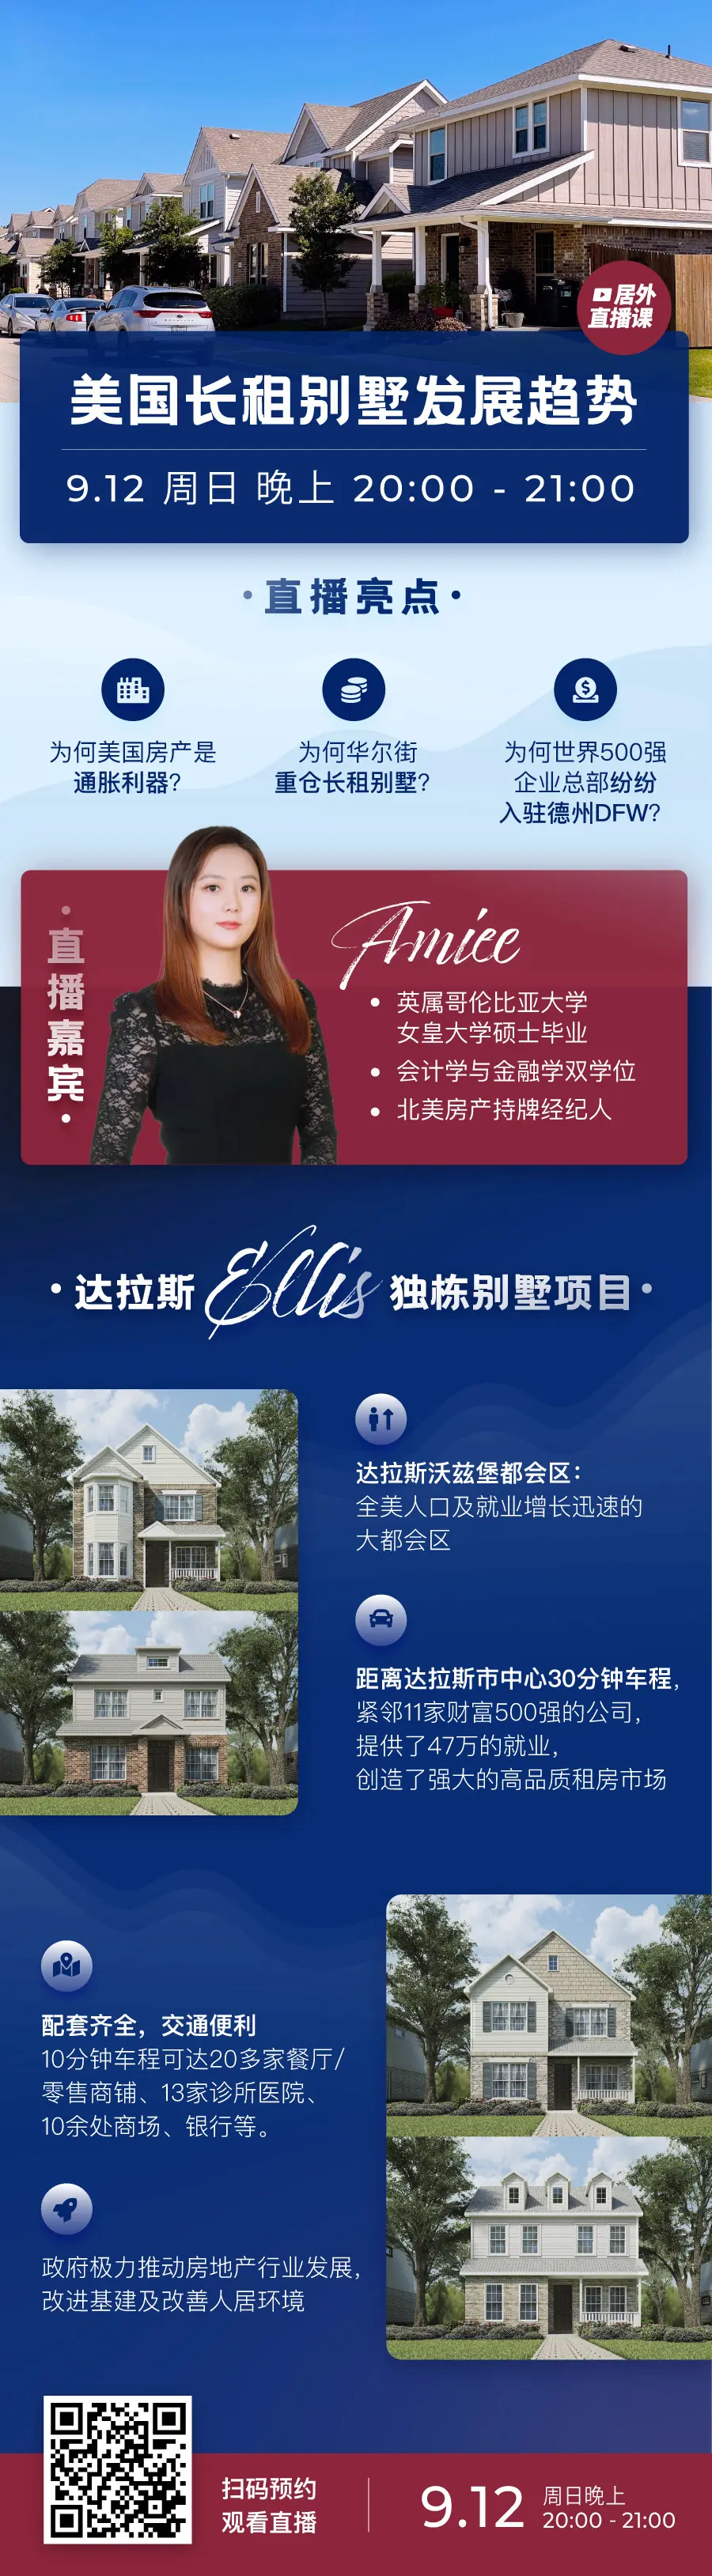 居外
直播课
美国长租别墅发展趋势
9.12 周日 晚上 20:00 - 21:00
·直播亮点·
为何美国房产是
通胀利器?
为何华尔街
重仓长租别墅?
为何世界500强
企业总部纷纷
入驻德州DFW?
·直播嘉宾·
Amiee
• 英属哥伦比亚大学
女皇大学硕士毕业
• 会计学与金融学双学位
• 北美房产持牌经纪人
·达拉斯 Ellis 独栋别墅项目·
达拉斯沃兹堡都会区：
全美人口及就业增长迅速的
大都会区
距离达拉斯市中心30分钟车程，
紧邻11家财富500强的公司，
提供了47万的就业，
创造了强大的高品质租房市场
配套齐全，交通便利
10分钟车程可达20多家餐厅/
零售商铺、13家诊所医院、
10余处商场、银行等。
政府极力推动房地产行业发展，
改进基建及改善人居环境
扫码预约
观看直播
9.12
周日晚上
20:00 - 21:00